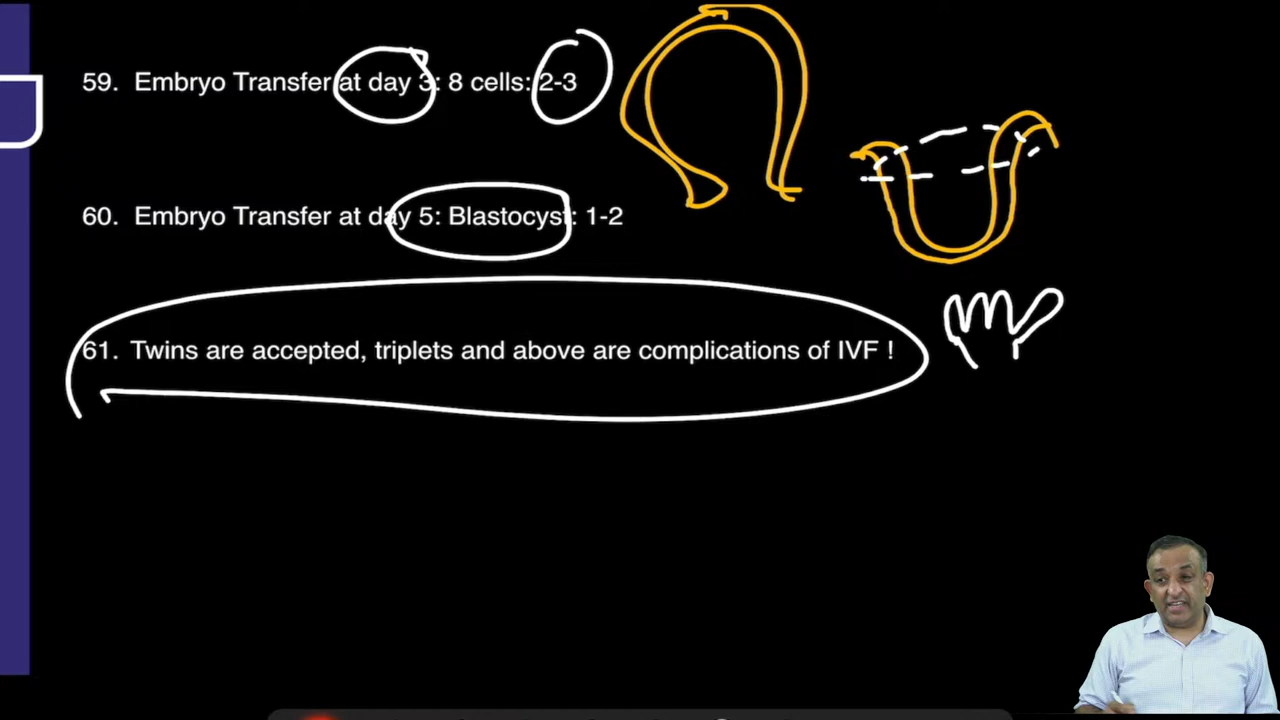 59. Embryo Transfer at day 3: 8 cells: 2-3
60. Embryo Transfer at day 5: Blastocyst: 1-2
61. Twins are accepted, triplets and above are complications of IVF !